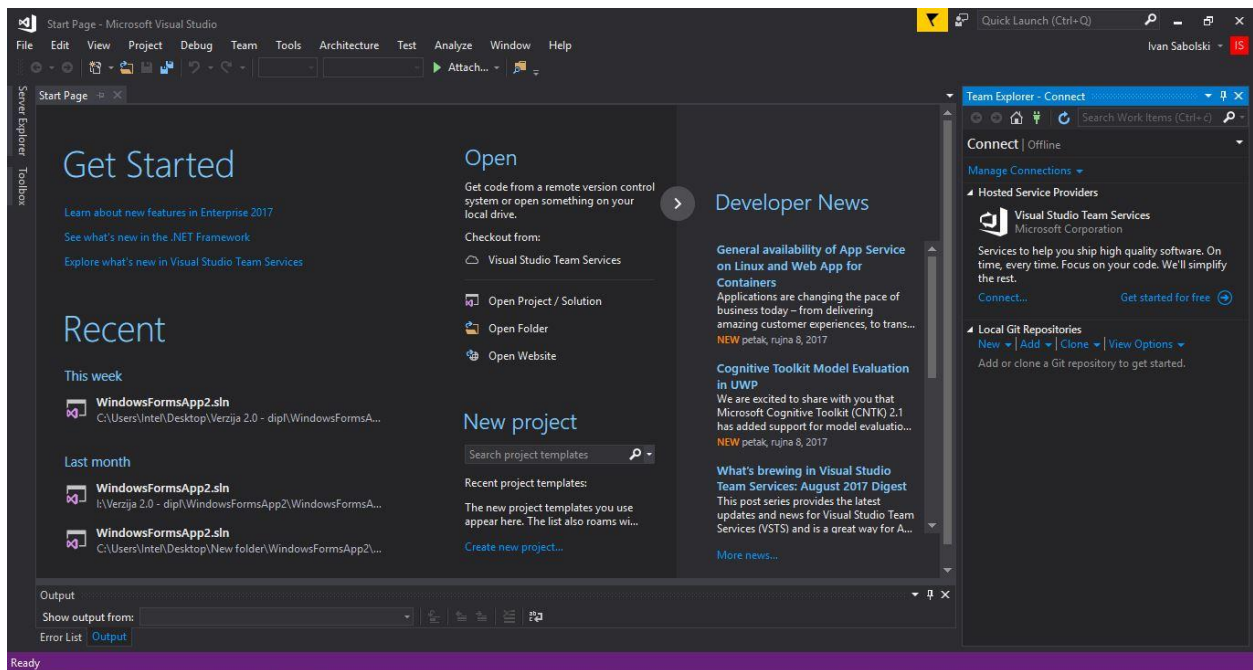 Start Page - Microsoft Visual Studio
Quick Launch (Ctrl+Q)
File Edit View Project Debug Team Tools Architecture Test Analyze Window Help
Ivan Sabolski IS
Attach...
Server Explorer
Toolbox
Start Page
Get Started
Learn about new features in Enterprise 2017
See what's new in the .NET Framework
Explore what's new in Visual Studio Team Services
Recent
This week
WindowsFormsApp2.sln
C:\Users\Intel\Desktop\Verzija 2.0 - dipl\WindowsFormsA...
Last month
WindowsFormsApp2.sln
I:\Verzija 2.0 - dipl\WindowsFormsApp2\WindowsFormsA...
WindowsFormsApp2.sln
C:\Users\Intel\Desktop\New folder\WindowsFormsApp2\...
Open
Get code from a remote version control
system or open something on your
local drive.
Checkout from:
Visual Studio Team Services
Open Project / Solution
Open Folder
Open Website
New project
Search project templates
Recent project templates:
The new project templates you use
appear here. The list also roams wi...
Create new project...
Developer News
General availability of App Service
on Linux and Web App for
Containers
Applications are changing the pace of
business today – from delivering
amazing customer experiences, to trans...
NEW petak, rujna 8, 2017
Cognitive Toolkit Model Evaluation
in UWP
We are excited to share with you that
Microsoft Cognitive Toolkit (CNTK) 2.1
has added support for model evaluatio...
NEW petak, rujna 8, 2017
What's brewing in Visual Studio
Team Services: August 2017 Digest
This post series provides the latest
updates and news for Visual Studio Team
Services (VSTS) and is a great way for A...
More news...
Team Explorer - Connect
Search Work Items (Ctrl+č)
Connect | Offline
Manage Connections
Hosted Service Providers
Visual Studio Team Services
Microsoft Corporation
Services to help you ship high quality software. On
time, every time. Focus on your code. We'll simplify
the rest.
Connect... Get started for free
Local Git Repositories
New | Add | Clone | View Options
Add or clone a Git repository to get started.
Output
Show output from:
Error List Output
Ready